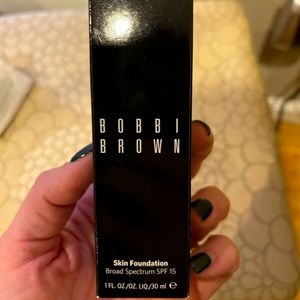 BOBBI
BROWN
Skin Foundation
Broad Spectrum SPF 15
1 FL. OZ./OZ. LIQ/30 ml ℮